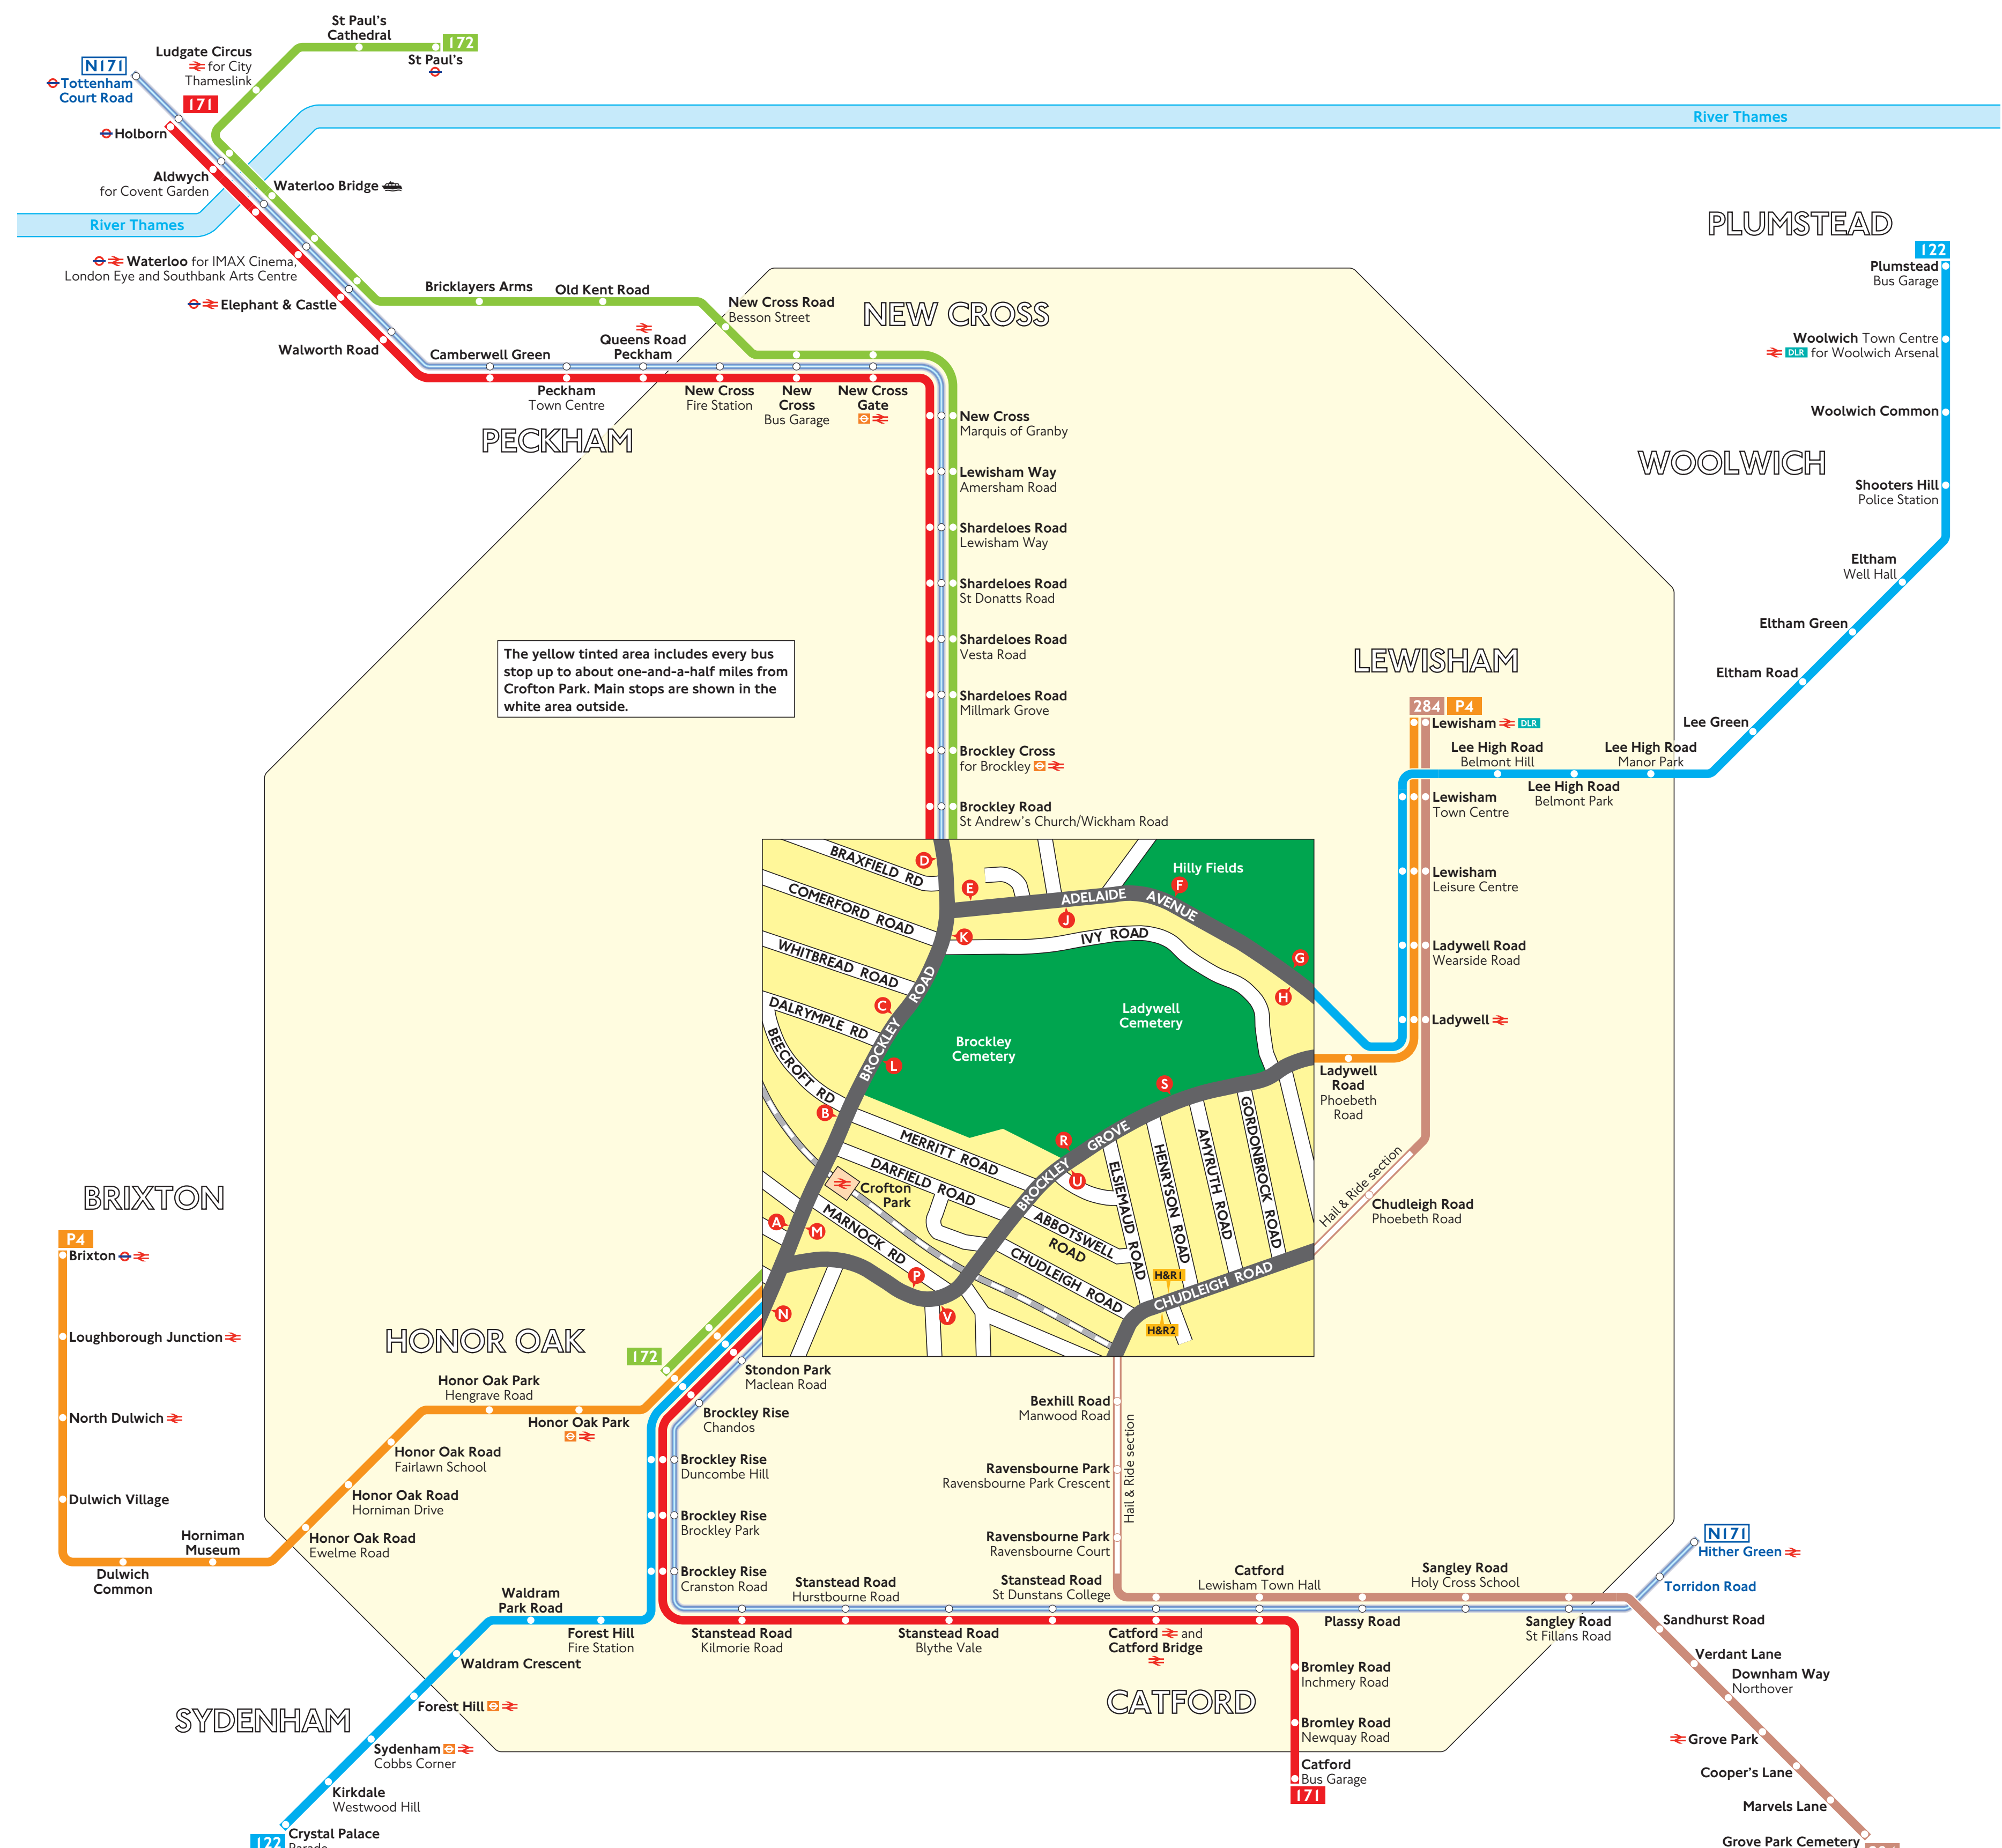 St Paul's
Cathedral
172
St Paul's
Ludgate Circus
for City
Thameslink
N171
Tottenham
Court Road
171
Holborn
River Thames
Aldwych
for Covent Garden
Waterloo Bridge
River Thames
Waterloo for IMAX Cinema,
London Eye and Southbank Arts Centre
Elephant & Castle
Walworth Road
Bricklayers Arms
Old Kent Road
New Cross Road
Besson Street
NEW CROSS
Camberwell Green
Queens Road
Peckham
Peckham
Town Centre
New Cross
Fire Station
New
Cross
Bus Garage
New Cross
Gate
PECKHAM
New Cross
Marquis of Granby
Lewisham Way
Amersham Road
Shardeloes Road
Lewisham Way
Shardeloes Road
St Donatts Road
Shardeloes Road
Vesta Road
Shardeloes Road
Millmark Grove
Brockley Cross
for Brockley
Brockley Road
St Andrew's Church/Wickham Road
The yellow tinted area includes every bus
stop up to about one-and-a-half miles from
Crofton Park. Main stops are shown in the
white area outside.
PLUMSTEAD
122
Plumstead
Bus Garage
Woolwich Town Centre
DLR for Woolwich Arsenal
Woolwich Common
WOOLWICH
Shooters Hill
Police Station
Eltham
Well Hall
Eltham Green
Eltham Road
Lee Green
LEWISHAM
284
P4
Lewisham DLR
Lee High Road
Belmont Hill
Lee High Road
Manor Park
Lee High Road
Belmont Park
Lewisham
Town Centre
Lewisham
Leisure Centre
Ladywell Road
Wearside Road
Ladywell
Ladywell
Road
Phoebeth
Road
Hail & Ride section
Chudleigh Road
Phoebeth Road
D
BRAXFIELD RD
E
Hilly Fields
F
COMERFORD ROAD
ADELAIDE AVENUE
J
K
IVY ROAD
WHITBREAD ROAD
G
H
C
DALRYMPLE RD
BROCKLEY ROAD
Ladywell
Cemetery
Brockley
Cemetery
BEECROFT RD
L
B
S
R
MERRITT ROAD
BROCKLEY GROVE
GORDONBROCK ROAD
AMYRUTH ROAD
HENRYSON ROAD
ELSIEMAUD ROAD
U
DARFIELD ROAD
Crofton
Park
A
M
MARNOCK RD
ABBOTSWELL
ROAD
CHUDLEIGH ROAD
P
H&R1
CHUDLEIGH ROAD
N
V
H&R2
BRIXTON
P4
Brixton
Loughborough Junction
North Dulwich
Dulwich Village
Dulwich
Common
Horniman
Museum
HONOR OAK
172
Honor Oak Park
Hengrave Road
Honor Oak Park
Honor Oak Road
Fairlawn School
Honor Oak Road
Horniman Drive
Honor Oak Road
Ewelme Road
Stondon Park
Maclean Road
Brockley Rise
Chandos
Brockley Rise
Duncombe Hill
Brockley Rise
Brockley Park
Brockley Rise
Cranston Road
Bexhill Road
Manwood Road
Hail & Ride section
Ravensbourne Park
Ravensbourne Park Crescent
Ravensbourne Park
Ravensbourne Court
Waldram
Park Road
Forest Hill
Fire Station
Waldram Crescent
Forest Hill
SYDENHAM
Sydenham
Cobbs Corner
Kirkdale
Westwood Hill
122
Crystal Palace
Parade
Stanstead Road
Kilmorie Road
Stanstead Road
Hurstbourne Road
Stanstead Road
Blythe Vale
Stanstead Road
St Dunstans College
Catford and
Catford Bridge
Catford
Lewisham Town Hall
Plassy Road
Sangley Road
Holy Cross School
Sangley Road
St Fillans Road
CATFORD
Bromley Road
Inchmery Road
Bromley Road
Newquay Road
Catford
Bus Garage
171
N171
Hither Green
Torridon Road
Sandhurst Road
Verdant Lane
Downham Way
Northover
Grove Park
Cooper's Lane
Marvels Lane
Grove Park Cemetery